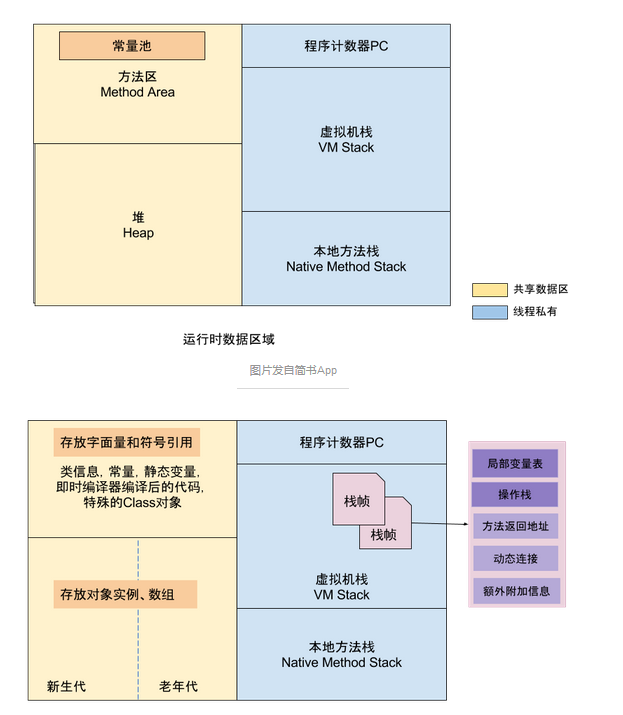 常量池
方法区
Method Area
堆
Heap
程序计数器PC
虚拟机栈
VM Stack
本地方法栈
Native Method Stack
共享数据区
线程私有
运行时数据区域
图片发自简书App
存放字面量和符号引用
类信息, 常量, 静态变量,
即时编译器编译后的代码,
特殊的Class对象
存放对象实例、数组
新生代
老年代
程序计数器PC
栈帧
栈帧
虚拟机栈
VM Stack
本地方法栈
Native Method Stack
局部变量表
操作栈
方法返回地址
动态连接
额外附加信息